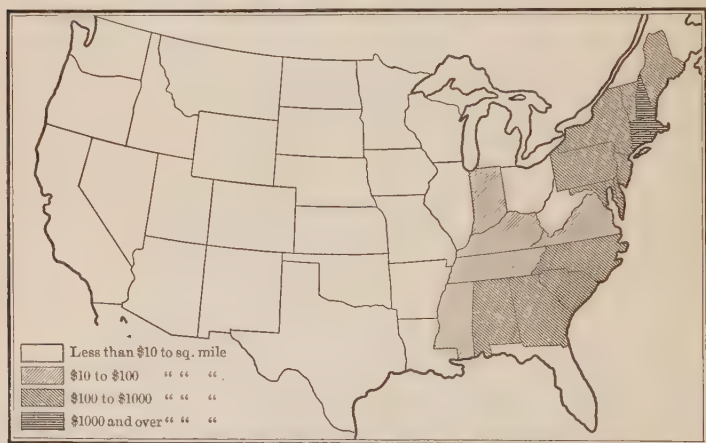 Less than $10 to sq. mile
$10 to $100 “ “ “.
$100 to $1000 “ “ “
$1000 and over “ “ “